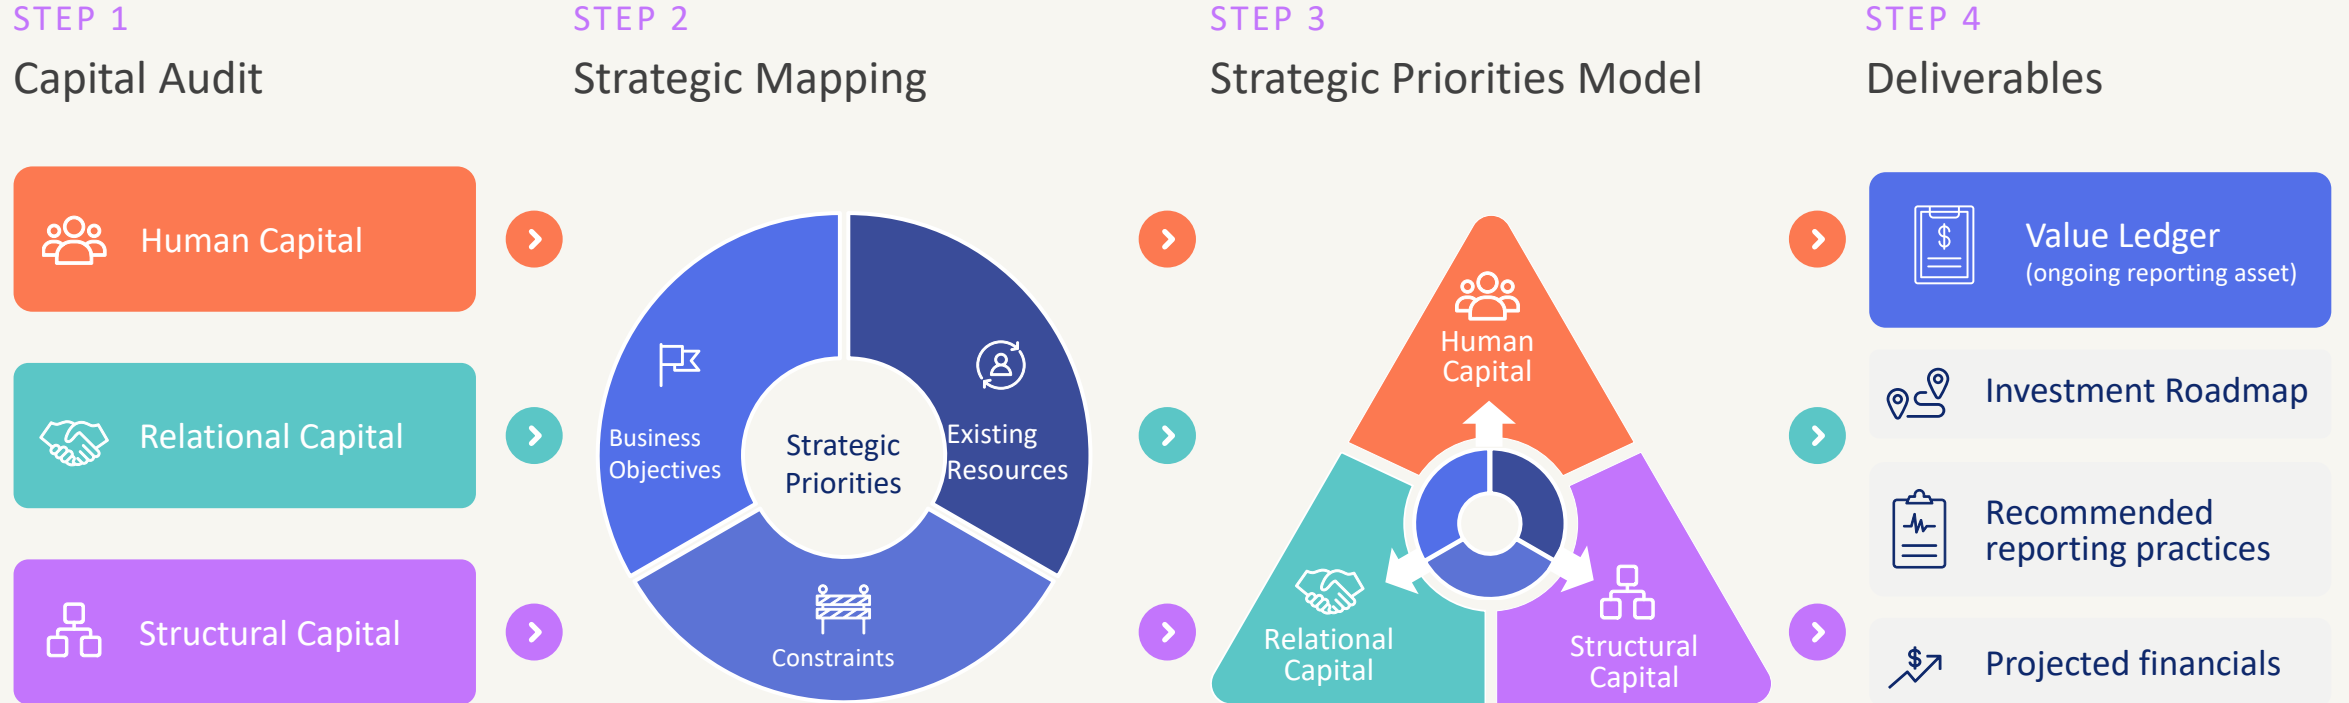 STEP 1
Capital Audit
Human Capital
Relational Capital
Structural Capital
STEP 2
Strategic Mapping
Business
Objectives
Strategic
Priorities
Existing
Resources
Constraints
STEP 3
Strategic Priorities Model
Human
Capital
Relational
Capital
Structural
Capital
STEP 4
Deliverables
$
Value Ledger
(ongoing reporting asset)
Investment Roadmap
Recommended
reporting practices
$
Projected financials